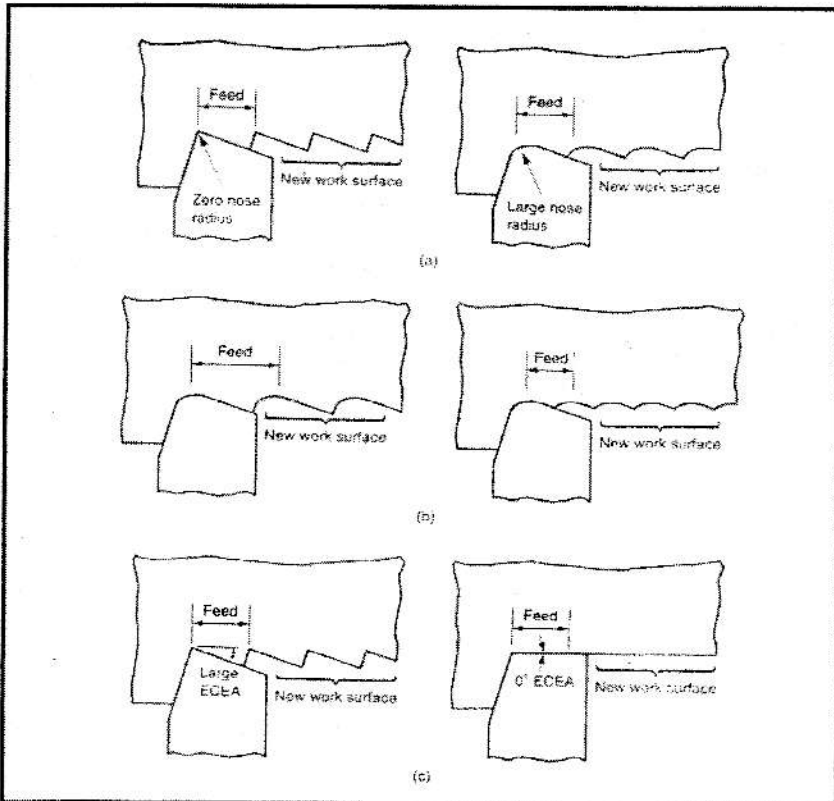 Feed
Zero nose
radius
New work surface
Feed
Large nose
radius
New work surface
(a)
Feed
New work surface
Feed
New work surface
(b)
Feed
Large
ECEA
New work surface
Feed
0° ECEA
New work surface
(c)